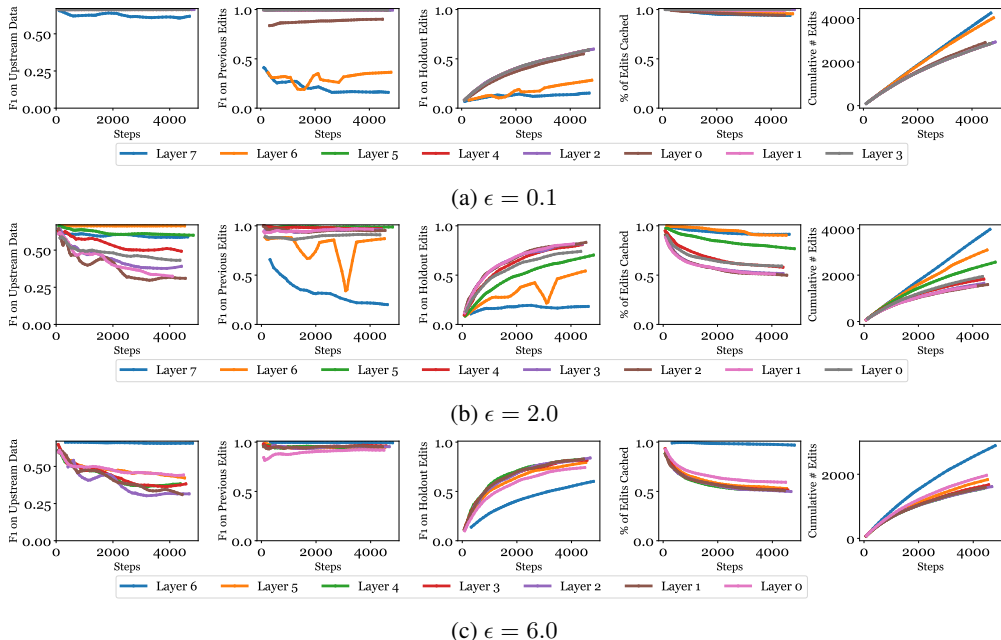 F1 on Upstream Data
0.50
0.25
0.00
0
2000
4000
Steps
F1 on Previous Edits
1.0
0.5
0.0
0
2000
4000
Steps
F1 on Holdout Edits
1.0
0.5
0.0
0
2000
4000
Steps
% of Edits Cached
1.0
0.5
0.0
0
2000
4000
Steps
Cumulative # Edits
4000
2000
0
0
2000
4000
Steps
Layer 7 Layer 6 Layer 5 Layer 4 Layer 2 Layer 0 Layer 1 Layer 3
(a) ϵ = 0.1
F1 on Upstream Data
0.50
0.25
0.00
0
2000
4000
Steps
F1 on Previous Edits
1.0
0.5
0.0
0
2000
4000
Steps
F1 on Holdout Edits
1.0
0.5
0.0
0
2000
4000
Steps
% of Edits Cached
1.0
0.5
0.0
0
2000
4000
Steps
Cumulative # Edits
4000
2000
0
0
2000
4000
Steps
Layer 7 Layer 6 Layer 5 Layer 4 Layer 3 Layer 2 Layer 1 Layer 0
(b) ϵ = 2.0
F1 on Upstream Data
0.50
0.25
0.00
0
2000
4000
Steps
F1 on Previous Edits
1.0
0.5
0.0
0
2000
4000
Steps
F1 on Holdout Edits
1.0
0.5
0.0
0
2000
4000
Steps
% of Edits Cached
1.0
0.5
0.0
0
2000
4000
Steps
Cumulative # Edits
2000
0
0
2000
4000
Steps
Layer 6 Layer 5 Layer 4 Layer 3 Layer 2 Layer 1 Layer 0
(c) ϵ = 6.0